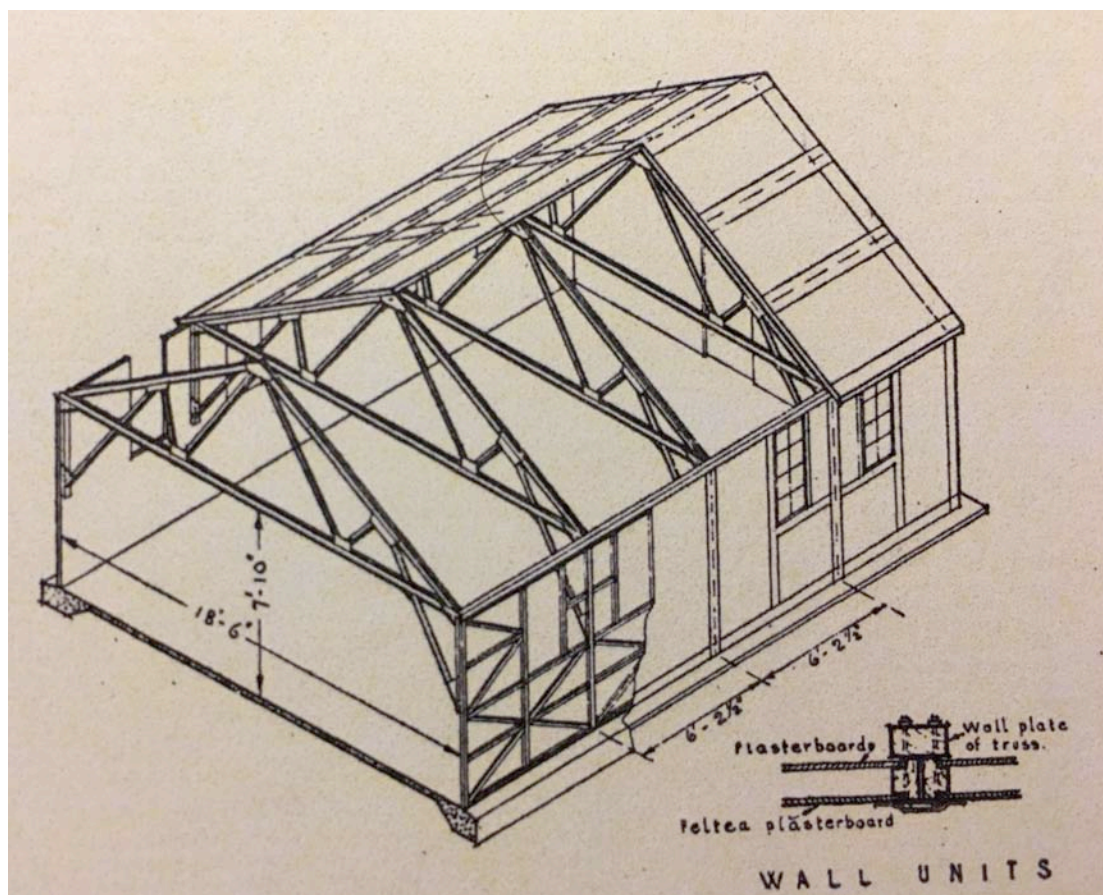 18'-6"
7'-10"
6'-2½"
6'-2½"
Plasterboards
Wall plate
of truss.
Feltea plasterboard
WALL UNITS